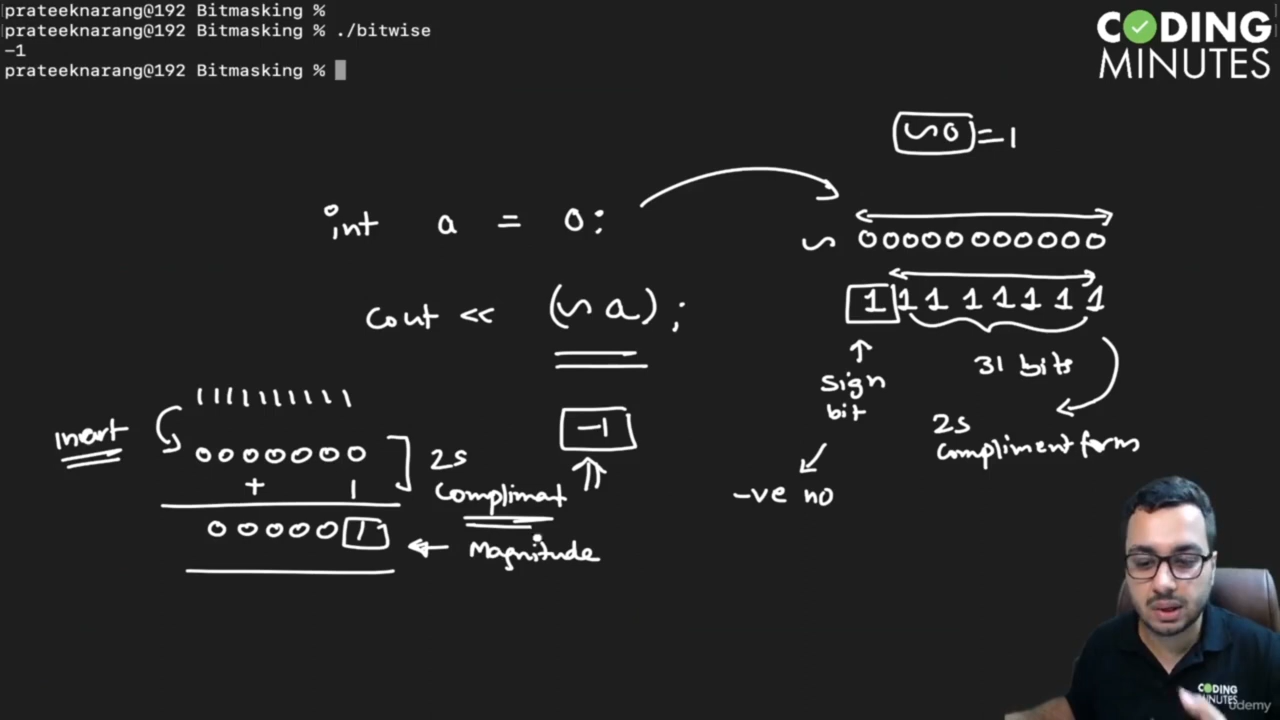 prateeknarang@192 Bitmasking %
prateeknarang@192 Bitmasking % ./bitwise
-1
prateeknarang@192 Bitmasking %
CODING
MINUTES
~0 = 1
int a = 0;
~ 00000000000
1 1 1 1 1 1 1 1
cout << (~a);
31 bits
sign
bit
2s
compliment form
-ve no
-1
1111111111
Invert
0000000
+ 1
000001
2s
Compliment
Magnitude
CODING
MINUTES
udemy